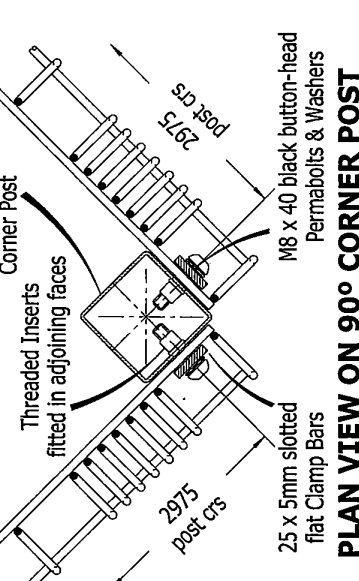 Corner Post
Threaded Inserts
fitted in adjoining faces
2975
post crs
2975
post crs
M8 x 40 black button-head
Permabolts & Washers
25 x 5mm slotted
flat Clamp Bars
PLAN VIEW ON 90° CORNER POST